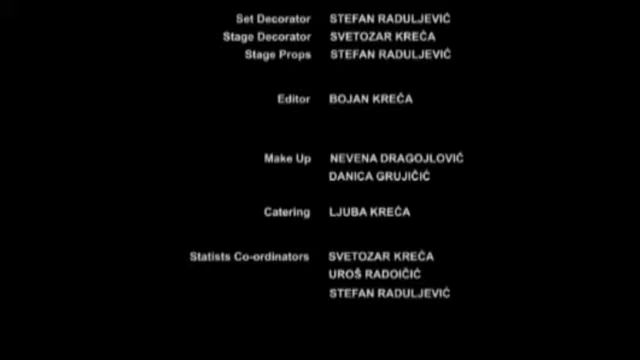 Set Decorator STEFAN RADULJEVIĆ
Stage Decorator SVETOZAR KREČA
Stage Props STEFAN RADULJEVIĆ
Editor BOJAN KREČA
Make Up NEVENA DRAGOJLOVIĆ
DANICA GRUJIČIĆ
Catering LJUBA KREČA
Statists Co-ordinators SVETOZAR KREČA
UROŠ RADOIČIĆ
STEFAN RADULJEVIĆ